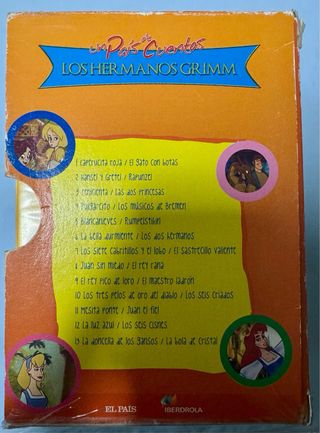 un País de Cuentos
LOS HERMANOS GRIMM
1 Caperucita roja / El gato con botas
2 Hansel y Gretel / Rapunzel
3 Cenicienta / Las dos princesas
4 Pulgarcito / Los músicos de Bremen
5 Blancanieves / Rumpelstikin
6 La bella durmiente / Los dos hermanos
7 Los siete cabritillos y el lobo / El sastrecillo valiente
8 Juan sin miedo / El rey rana
9 El rey pico de loro / El maestro ladrón
10 Los tres pelos de oro del diablo / Los seis criados
11 Mesita ponte / Juan el fiel
12 La luz azul / Los seis cisnes
13 La doncella de los gansos / La bola de cristal
EL PAIS
IBERDROLA